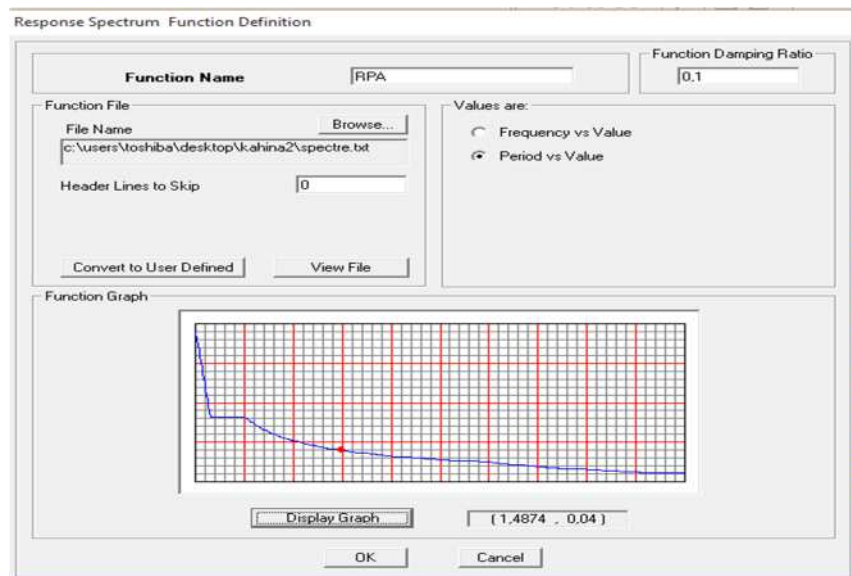 Response Spectrum Function Definition
Function Name
RPA
Function Damping Ratio
0,1
Function File
File Name
Browse...
c:\users\toshiba\desktop\kahina2\spectre.txt
Header Lines to Skip
0
Convert to User Defined
View File
Values are:
Frequency vs Value
Period vs Value
Function Graph
Display Graph
(1,4874 , 0,04)
OK
Cancel